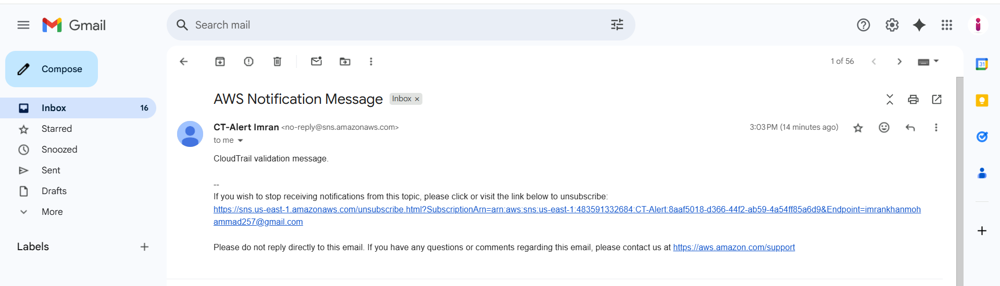 Gmail
Search mail
Compose
1 of 56
Inbox 16
Starred
Snoozed
Sent
Drafts
More
Labels
AWS Notification Message Inbox ×
CT-Alert Imran <no-reply@sns.amazonaws.com> 3:03 PM (14 minutes ago)
to me
CloudTrail validation message.
--
If you wish to stop receiving notifications from this topic, please click or visit the link below to unsubscribe:
https://sns.us-east-1.amazonaws.com/unsubscribe.html?SubscriptionArn=arn:aws:sns:us-east-1:483591332684:CT-Alert:8aaf5018-d366-44f2-ab59-4a54ff85a6d9&Endpoint=imrankhanmoh
ammad257@gmail.com
Please do not reply directly to this email. If you have any questions or comments regarding this email, please contact us at https://aws.amazon.com/support
31